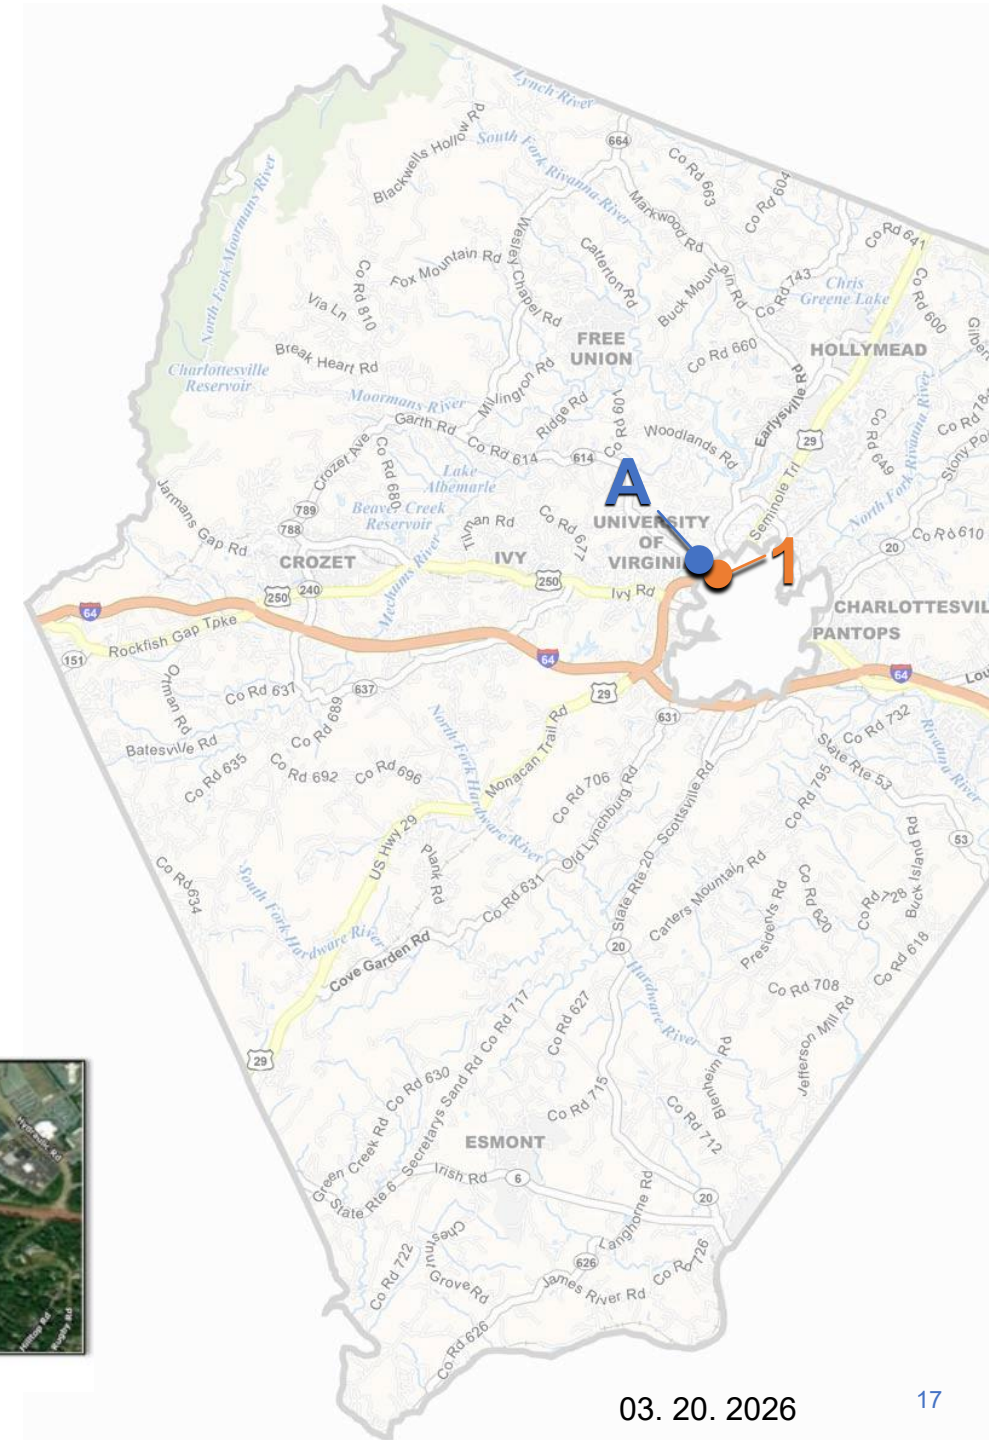 Lynch River
South Fork Rivanna River
664
Co Rd 663
Co Rd 604
Blackwells Hollow Rd
Markwood Rd
Co Rd 641
North Fork Moormans River
Wesley Chapel Rd
Catterton Rd
Buck Mountain Rd
Co Rd 743
Chris
Greene Lake
Co Rd 600
Fox Mountain Rd
Co Rd 810
Via Ln
FREE
UNION
Co Rd 660
HOLLYMEAD
Break Heart Rd
Charlottesville
Reservoir
Millington Rd
Earlysville Rd
Moormans River
Ridge Rd
Co Rd 601
Garth Rd
Co Rd 614
614
Woodlands Rd
29
Co Rd 649
North Fork Rivanna River
Crozet Ave
Co Rd 680
Lake
Albemarle
A
Seminole Trl
Jarmans Gap Rd
789
788
Beaver Creek
Reservoir
Tilman Rd
Co Rd 677
UNIVERSITY
OF
20
Co Rd 610
CROZET
Mechums River
IVY
1
250
240
250
Ivy Rd
64
Rockfish Gap Tpke
151
64
PANTOPS
64
Ortman Rd
Co Rd 637
637
29
631
Co Rd 732
Rivanna River
Batesville Rd
Co Rd 689
North Fork Hardware River
Monacan Trail Rd
State Rte 53
Co Rd 635
Co Rd 692
Co Rd 696
Co Rd 706
Old Lynchburg Rd
State Rte 20
Scottsville Rd
Co Rd 795
53
US Hwy 29
Plank Rd
Co Rd 634
Co Rd 631
Carters Mountain Rd
Presidents Rd
Co Rd 620
Co Rd 728
Buck Island Rd
South Fork Hardware River
Cove Garden Rd
20
Hardware River
Co Rd 618
Co Rd 708
Co Rd 717
Co Rd 627
Jefferson Mill Rd
29
Co Rd 630
Secretarys Sand Rd
Blenheim Rd
Co Rd 715
Co Rd 712
Hydraulic Rd
Green Creek Rd
ESMONT
State Rte 6
Irish Rd
6
20
Langhorne Rd
Co Rd 722
Chestnut
Grove Rd
626
James River Rd
Co Rd 726
Co Rd 626
Hilltop Rd
Rugby Rd
03. 20. 2026
17